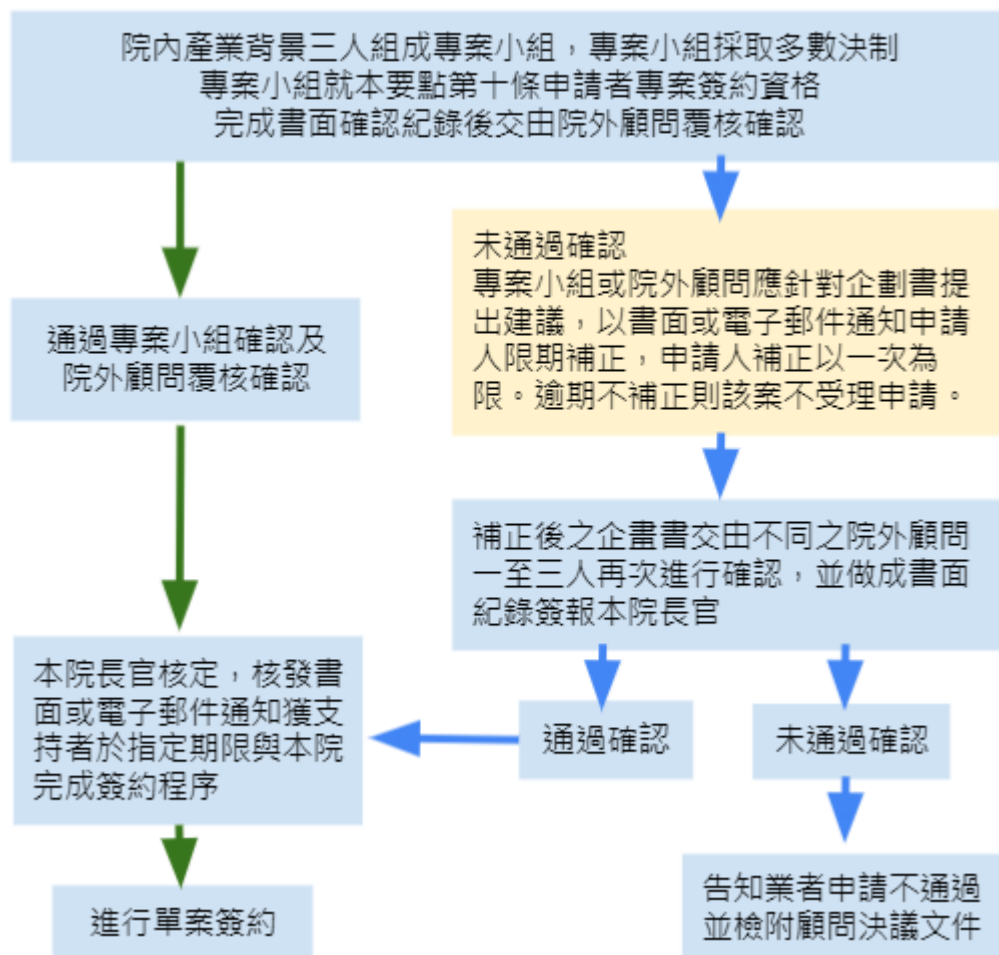 院內產業背景三人組成專案小組，專案小組採取多數決制
專案小組就本要點第十條申請者專案簽約資格
完成書面確認紀錄後交由院外顧問覆核確認
未通過確認
專案小組或院外顧問應針對企劃書提
出建議，以書面或電子郵件通知申請
人限期補正，申請人補正以一次為
限。逾期不補正則該案不受理申請。
通過專案小組確認及
院外顧問覆核確認
補正後之企畫書交由不同之院外顧問
一至三人再次進行確認，並做成書面
紀錄簽報本院長官
本院長官核定，核發書
面或電子郵件通知獲支
持者於指定期限與本院
完成簽約程序
通過確認
未通過確認
進行單案簽約
告知業者申請不通過
並檢附顧問決議文件